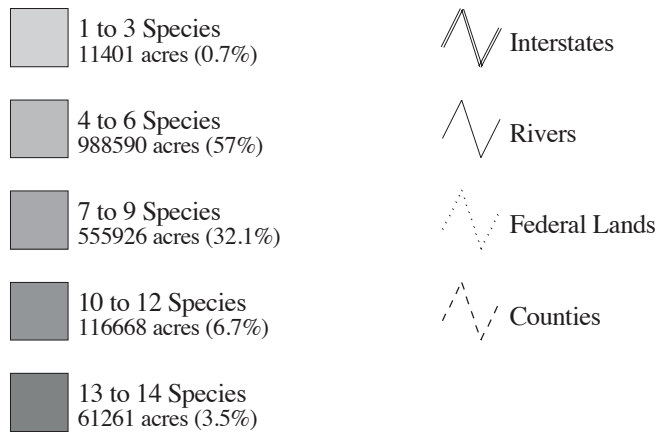 1 to 3 Species
11401 acres (0.7%)
4 to 6 Species
988590 acres (57%)
7 to 9 Species
555926 acres (32.1%)
10 to 12 Species
116668 acres (6.7%)
13 to 14 Species
61261 acres (3.5%)
Interstates
Rivers
Federal Lands
Counties